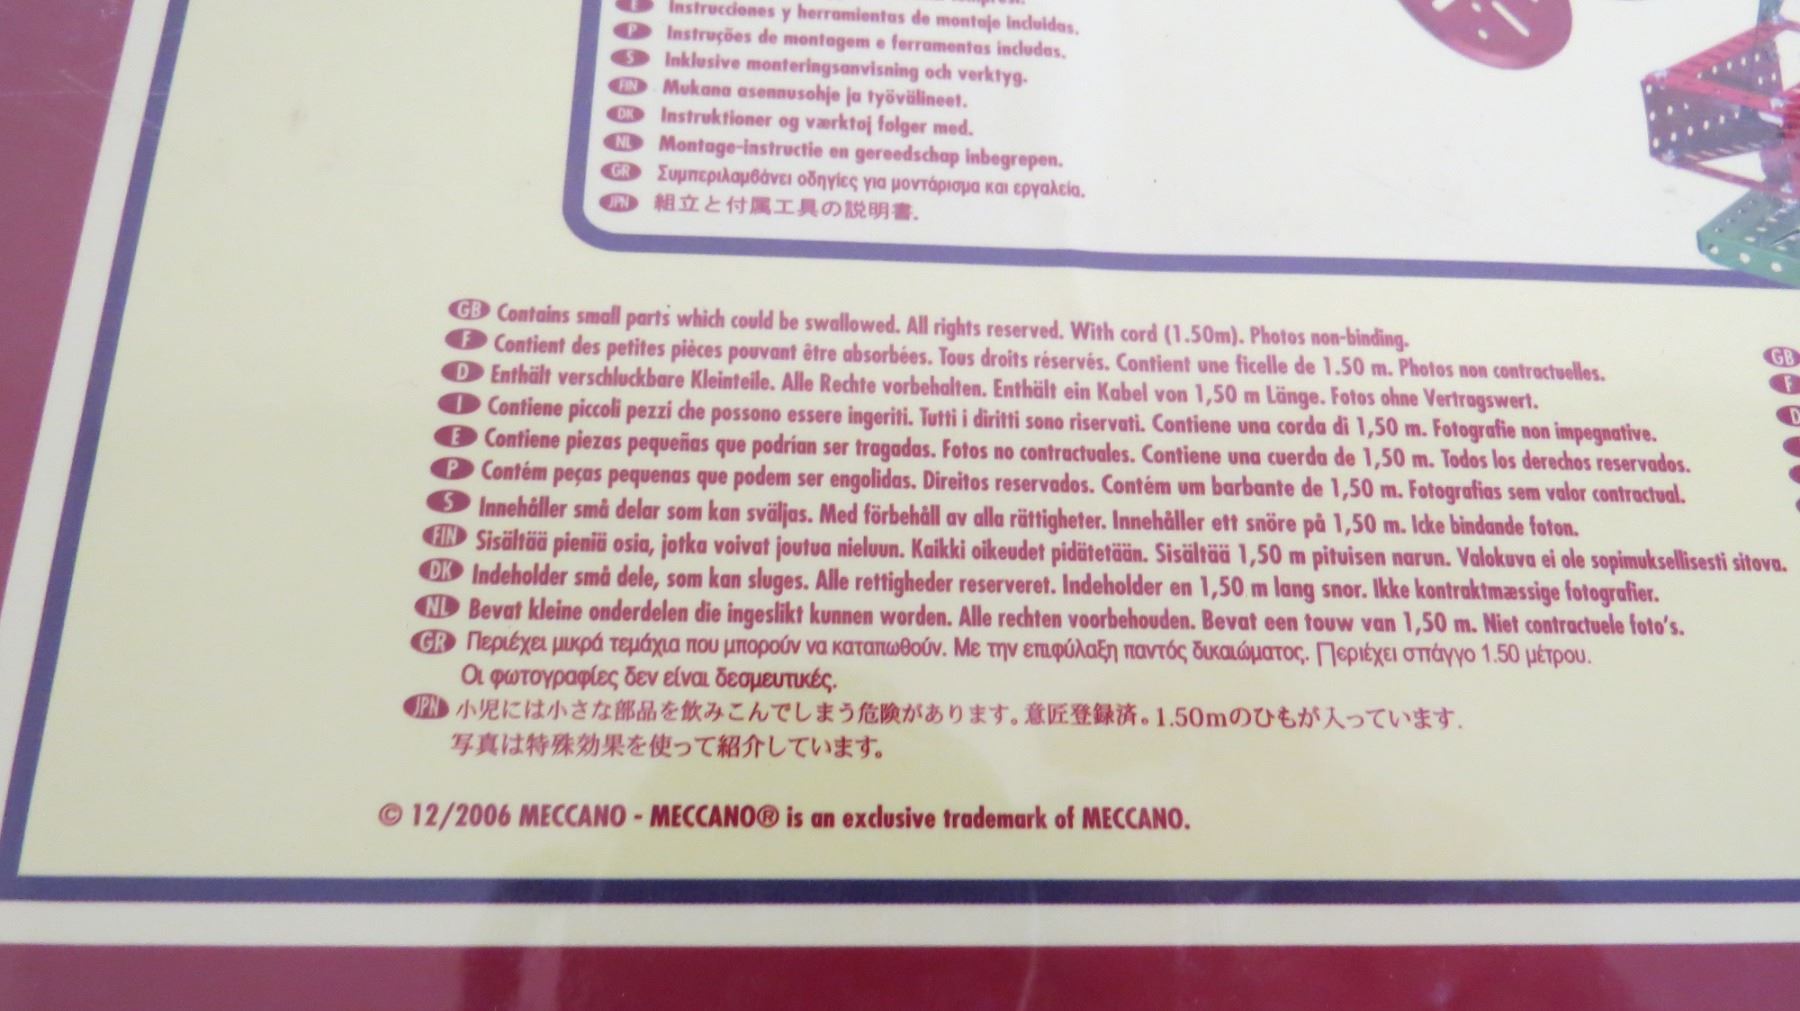 E Instrucciones y herramientas de montaje incluidas.
P Instruções de montagem e ferramentas includas.
S Inklusive monteringsanvisning och verktyg.
FIN Mukana asennusohje ja työvälineet.
DK Instruktioner og værktoj folger med.
NL Montage-instructie en gereedschap inbegrepen.
GR Συμπεριλαμβάνει οδηγίες για μοντάρισμα και εργαλεία.
JPN 組立と付属工具の説明書.
GB Contains small parts which could be swallowed. All rights reserved. With cord (1.50m). Photos non-binding.
F Contient des petites pièces pouvant être absorbées. Tous droits réservés. Contient une ficelle de 1.50 m. Photos non contractuelles.
D Enthält verschluckbare Kleinteile. Alle Rechte vorbehalten. Enthält ein Kabel von 1,50 m Länge. Fotos ohne Vertragswert.
I Contiene piccoli pezzi che possono essere ingeriti. Tutti i diritti sono riservati. Contiene una corda di 1,50 m. Fotografie non impegnative.
E Contiene piezas pequeñas que podrían ser tragadas. Fotos no contractuales. Contiene una cuerda de 1,50 m. Todos los derechos reservados.
P Contém peças pequenas que podem ser engolidas. Direitos reservados. Contém um barbante de 1,50 m. Fotografias sem valor contractual.
S Innehåller små delar som kan sväljas. Med förbehåll av alla rättigheter. Innehåller ett snöre på 1,50 m. Icke bindande foton.
FIN Sisältää pieniä osia, jotka voivat joutua nieluun. Kaikki oikeudet pidätetään. Sisältää 1,50 m pituisen narun. Valokuva ei ole sopimuksellisesti sitova.
DK Indeholder små dele, som kan sluges. Alle rettigheder reserveret. Indeholder en 1,50 m lang snor. Ikke kontraktmæssige fotografier.
NL Bevat kleine onderdelen die ingeslikt kunnen worden. Alle rechten voorbehouden. Bevat een touw van 1,50 m. Niet contractuele foto's.
GR Περιέχει μικρά τεμάχια που μπορούν να καταπωθούν. Με την επιφύλαξη παντός δικαιώματος. Περιέχει σπάγγο 1.50 μέτρου.
Οι φωτογραφίες δεν είναι δεσμευτικές.
JPN 小児には小さな部品を飲みこんでしまう危険があります。意匠登録済。1.50mのひもが入っています.
写真は特殊効果を使って紹介しています。
© 12/2006 MECCANO - MECCANO® is an exclusive trademark of MECCANO.
GB
F
D